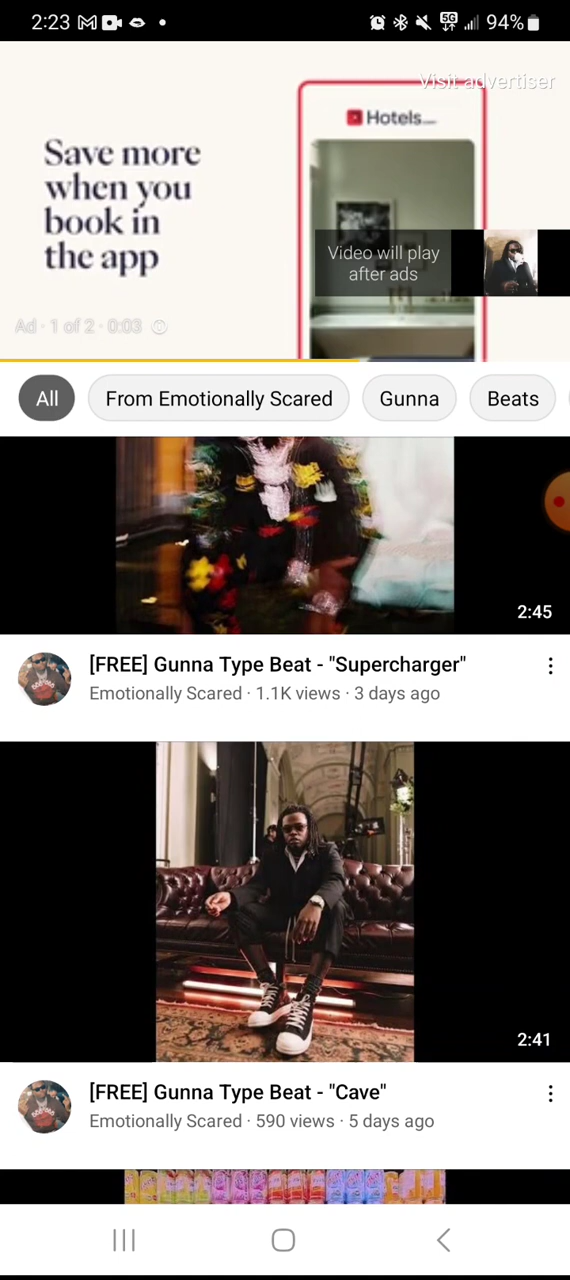 2:23
5G
94%
Visit advertiser
Hotels.com
Save more
when you
book in
the app
Video will play
after ads
Ad · 1 of 2 · 0:03
All
From Emotionally Scared
Gunna
Beats
2:45
[FREE] Gunna Type Beat - "Supercharger"
Emotionally Scared · 1.1K views · 3 days ago
2:41
[FREE] Gunna Type Beat - "Cave"
Emotionally Scared · 590 views · 5 days ago